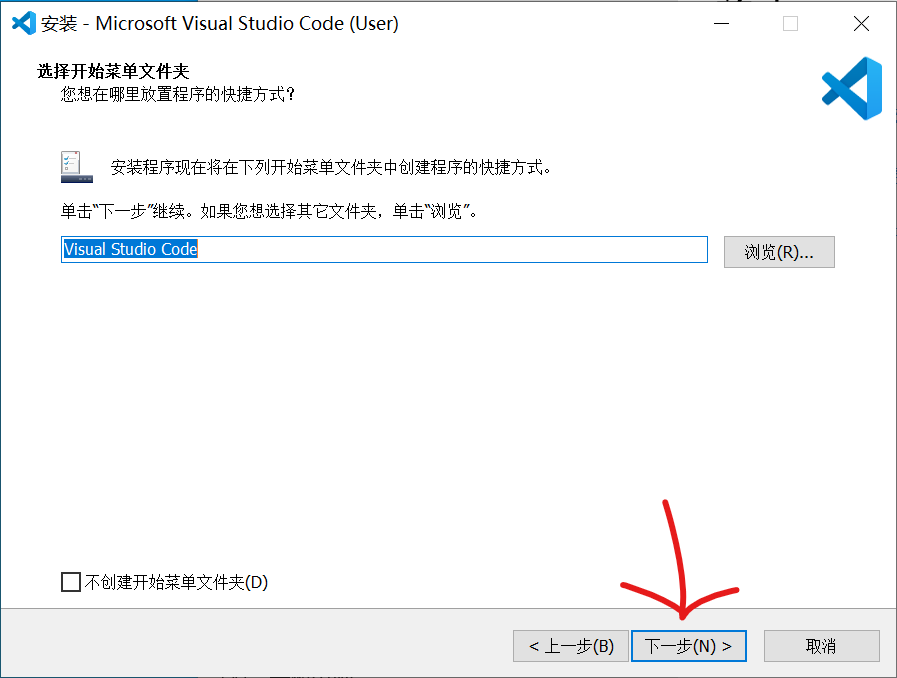 安装 - Microsoft Visual Studio Code (User)
选择开始菜单文件夹
您想在哪里放置程序的快捷方式?
安装程序现在将在下列开始菜单文件夹中创建程序的快捷方式。
单击“下一步”继续。如果您想选择其它文件夹，单击“浏览”。
Visual Studio Code
浏览(R)...
不创建开始菜单文件夹(D)
< 上一步(B)
下一步(N) >
取消